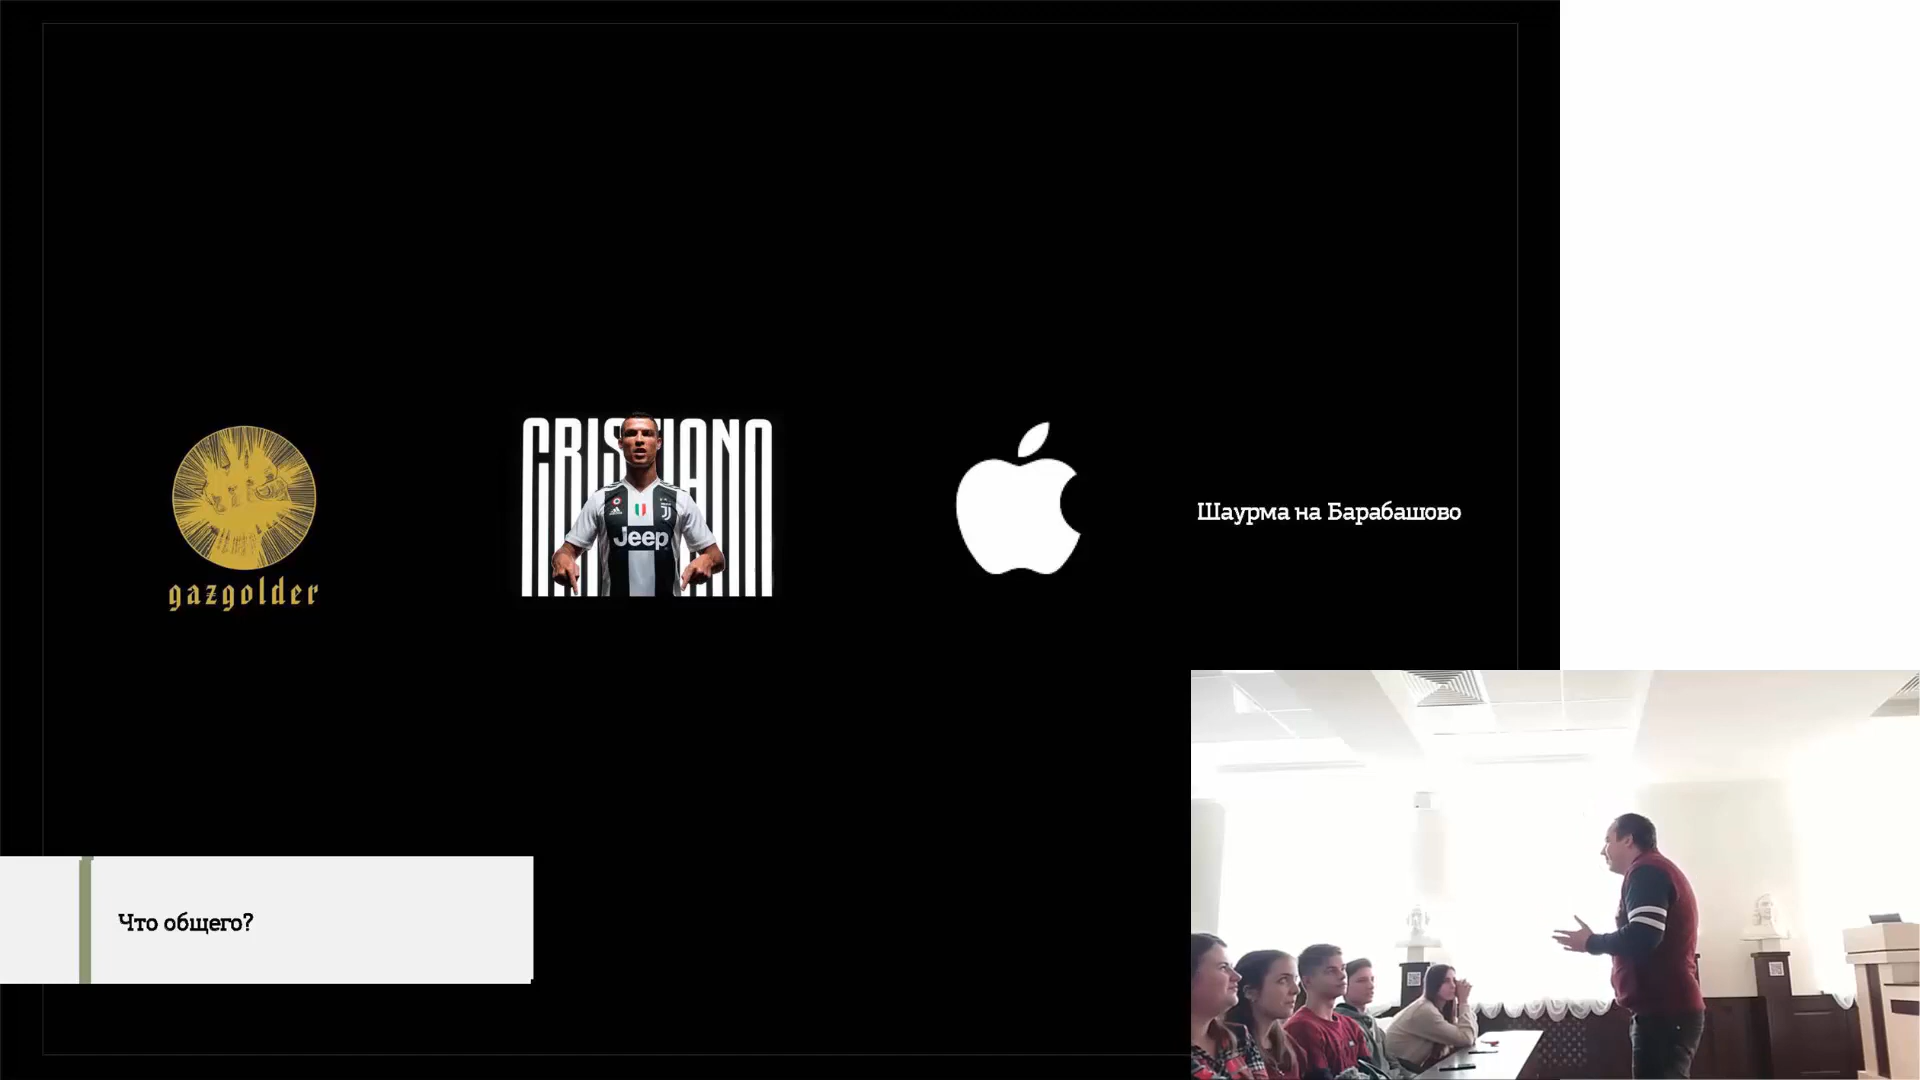 CRISTIANO
Jeep
gazgolder
Шаурма на Барабашово
Что общего?